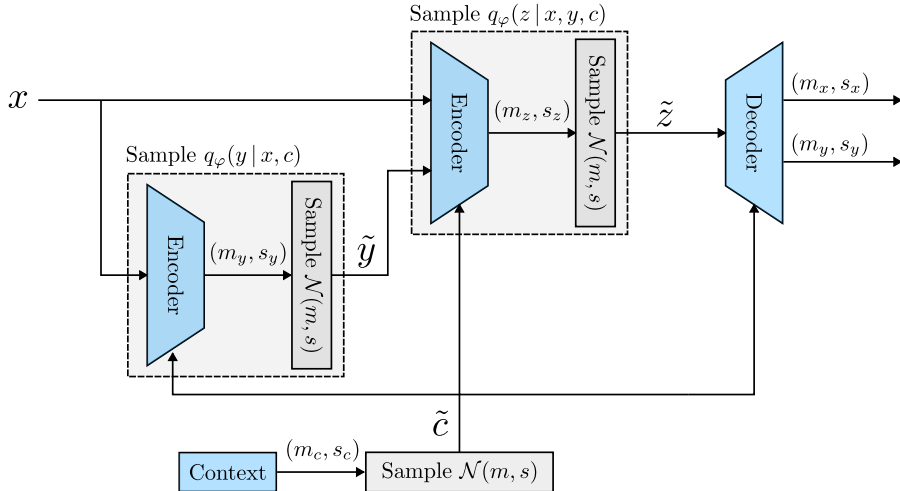 Sample q_φ(z | x, y, c)
x
Encoder
(m_z, s_z)
Sample 𝒩(m, s)
z̃
Decoder
(m_x, s_x)
(m_y, s_y)
Sample q_φ(y | x, c)
Encoder
(m_y, s_y)
Sample 𝒩(m, s)
ỹ
c̃
Context
(m_c, s_c)
Sample 𝒩(m, s)